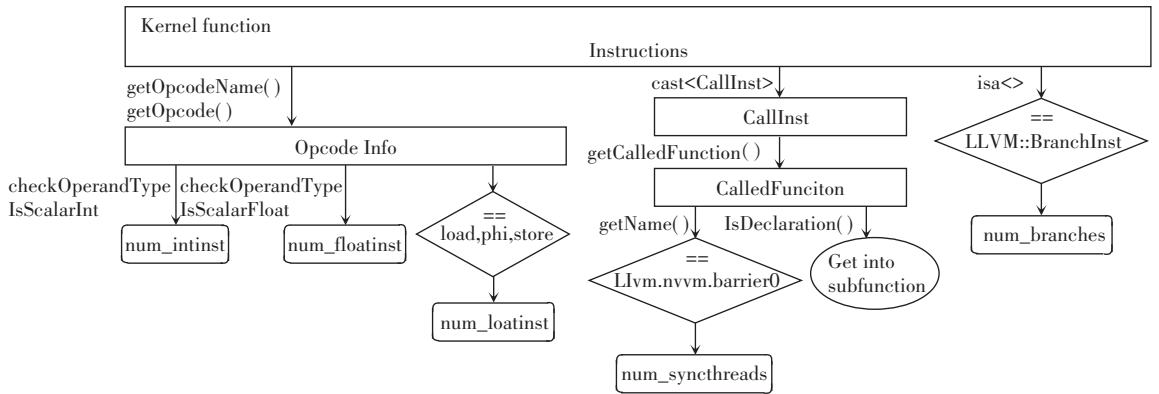 Kernel function
Instructions
getOpcodeName( )
getOpcode( )
cast<CallInst>
isa<>
Opcode Info
CallInst
==
LLVM::BranchInst
getCalledFunction( )
checkOperandType
IsScalarInt
checkOperandType
IsScalarFloat
CalledFunciton
==
load,phi,store
getName( )
IsDeclaration( )
num_intinst
num_floatinst
num_branches
==
LIvm.nvvm.barrier0
Get into
subfunction
num_loatinst
num_syncthreads